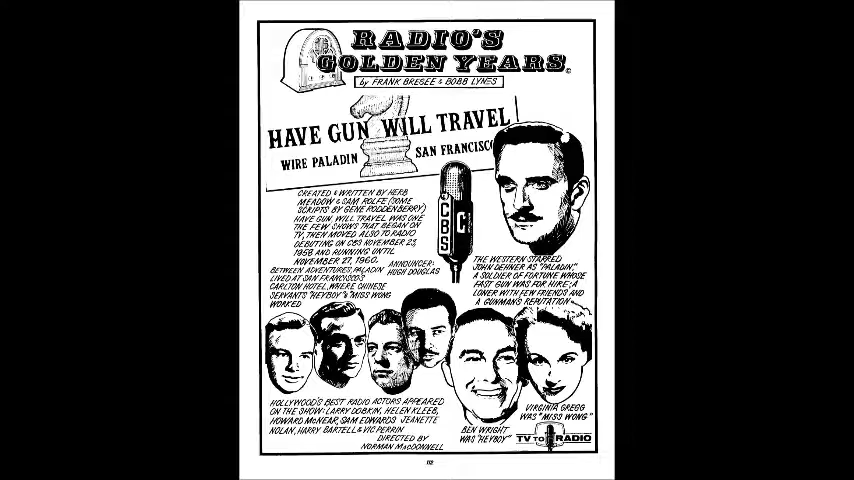 RADIO'S
GOLDEN YEARS
by FRANK BRESEE & BOBB LYNES
HAVE GUN WILL TRAVEL
WIRE PALADIN
SAN FRANCISCO
CREATED & WRITTEN BY HERB
MEADOW & SAM ROLFE (SOME
SCRIPTS BY GENE RODDENBERRY)
HAVE GUN, WILL TRAVEL WAS ONE
THE FEW SHOWS THAT BEGAN ON
TV, THEN MOVED ALSO TO RADIO
DEBUTING ON CBS NOVEMBER 23,
1958 AND RUNNING UNTIL
NOVEMBER 27, 1960.
BETWEEN ADVENTURES, PALADIN
LIVED AT SAN FRANCISCO'S
CARLTON HOTEL, WHERE CHINESE
SERVANTS "HEYBOY" & "MISS WONG"
WORKED
ANNOUNCER:
HUGH DOUGLAS
CBS
C
THE WESTERN STARRED
JOHN DEHNER AS "PALADIN,"
A SOLDIER OF FORTUNE WHOSE
FAST GUN WAS FOR HIRE; A
LONER WITH FEW FRIENDS AND
A GUNMAN'S REPUTATION
HOLLYWOOD'S BEST RADIO ACTORS APPEARED
ON THE SHOW: LARRY DOBKIN, HELEN KLEEB,
HOWARD McNEAR, SAM EDWARDS, JEANETTE
NOLAN, HARRY BARTELL & VIC PERRIN
DIRECTED BY
NORMAN MACDONNELL
BEN WRIGHT
WAS "HEYBOY"
VIRGINIA GREGG
WAS "MISS WONG"
TV TO RADIO
112